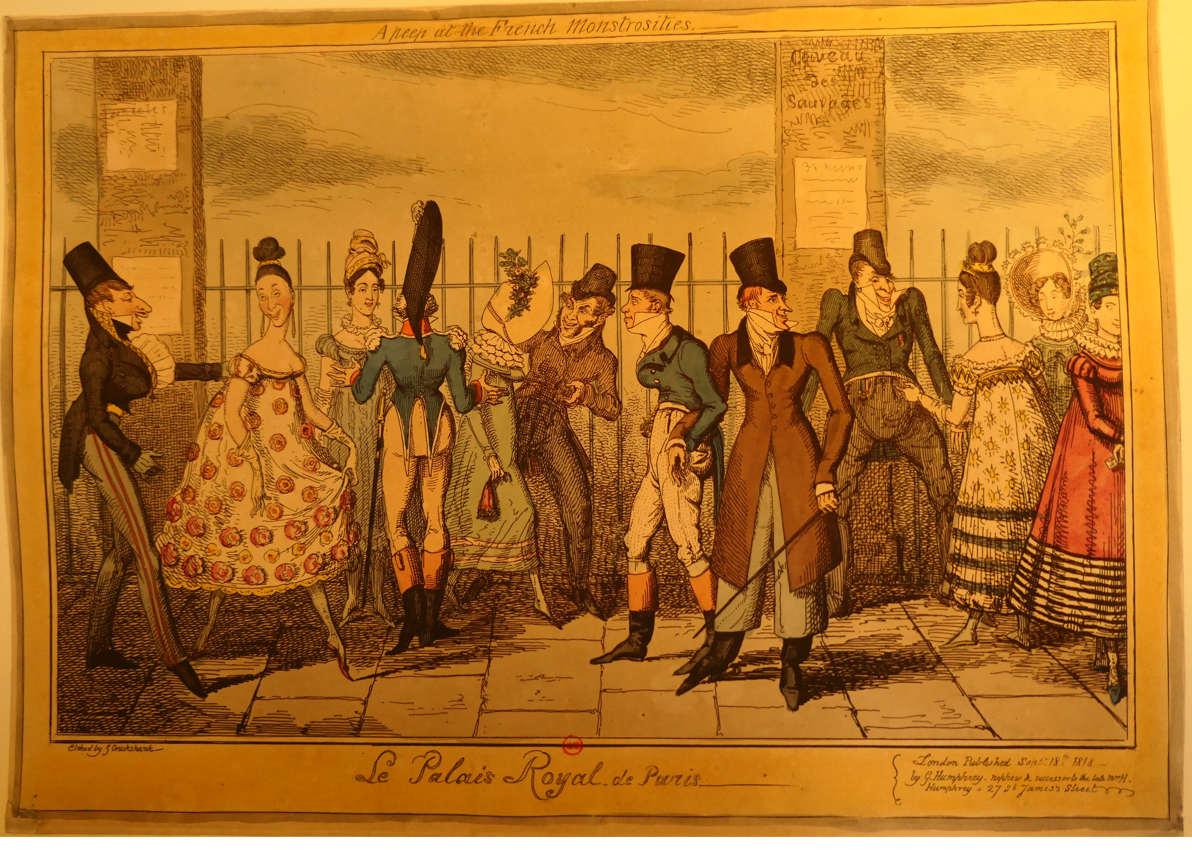 A peep at the French Monstrosities.
Caveau
des
Sauvages
Etched by G Cruikshank
Le Palais Royal de Paris
London Published Sept. 18th 1818
by G. Humphrey. nephew & successor to the late Mrs H.
Humphrey. 27 St James's Street